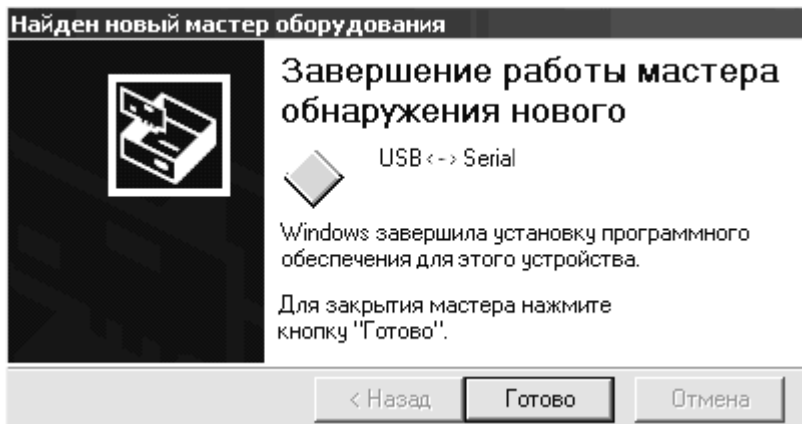 Найден новый мастер оборудования
Завершение работы мастера
обнаружения нового
USB <-> Serial
Windows завершила установку программного
обеспечения для этого устройства.
Для закрытия мастера нажмите
кнопку "Готово".
< Назад
Готово
Отмена